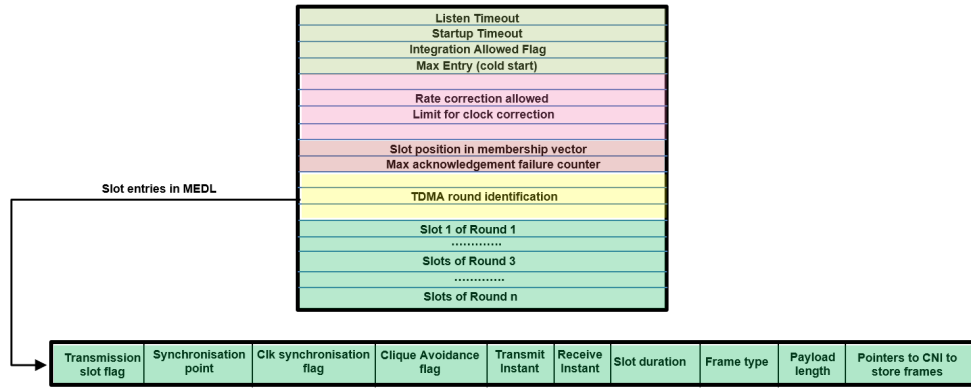 Listen Timeout
Startup Timeout
Integration Allowed Flag
Max Entry (cold start)
Rate correction allowed
Limit for clock correction
Slot position in membership vector
Max acknowledgement failure counter
Slot entries in MEDL
TDMA round identification
Slot 1 of Round 1
.............
Slots of Round 3
.............
Slots of Round n
Transmission
slot flag
Synchronisation
point
Clk synchronisation
flag
Clique Avoidance
flag
Transmit
Instant
Receive
Instant
Slot duration
Frame type
Payload
length
Pointers to CNI to
store frames